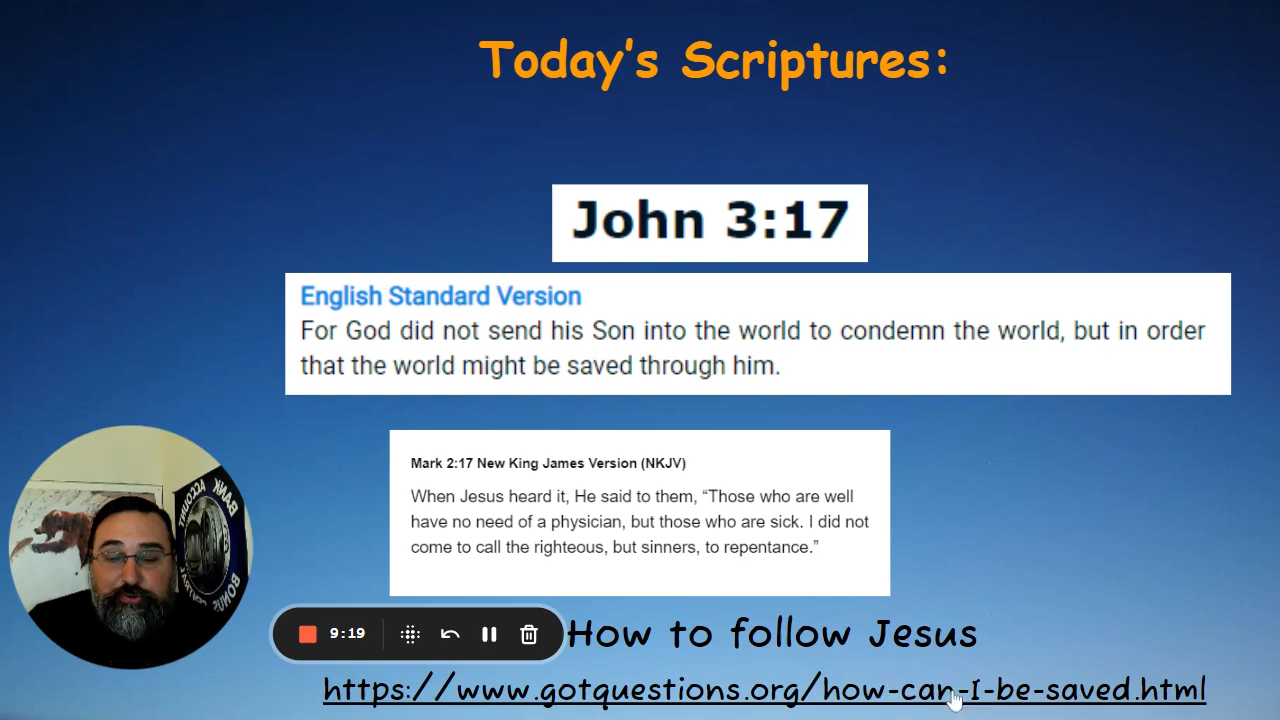 Today's Scriptures:
John 3:17
English Standard Version
For God did not send his Son into the world to condemn the world, but in order
that the world might be saved through him.
Mark 2:17 New King James Version (NKJV)
When Jesus heard it, He said to them, “Those who are well
have no need of a physician, but those who are sick. I did not
come to call the righteous, but sinners, to repentance.”
BANK ACCOUNT
BONUS CENTRAL
9:19
How to follow Jesus
https://www.gotquestions.org/how-can-I-be-saved.html